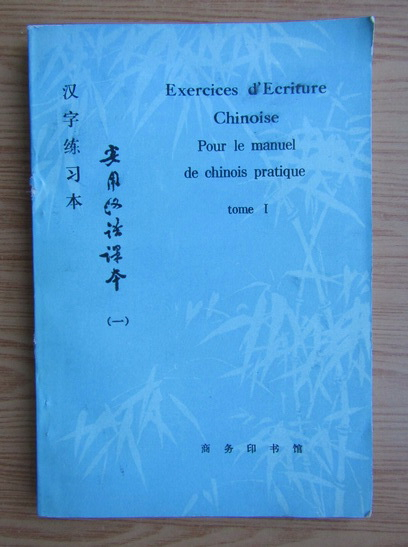 汉字练习本
实用汉语课本
(一)
Exercices d'Ecriture
Chinoise
Pour le manuel
de chinois pratique
tome I
商务印书馆